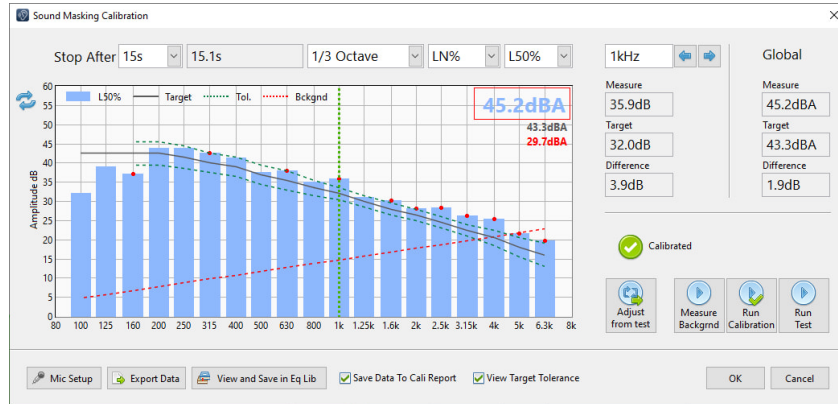 Sound Masking Calibration
Stop After 15s 15.1s 1/3 Octave LN% L50% 1kHz Global
L50% Target Tol. Bckgnd
45.2dBA
43.3dBA
29.7dBA
Amplitude dB
60
55
50
45
40
35
30
25
20
15
10
5
0
80 100 125 160 200 250 315 400 500 630 800 1k 1.25k 1.6k 2k 2.5k 3.15k 4k 5k 6.3k 8k
Measure
35.9dB
Target
32.0dB
Difference
3.9dB
Measure
45.2dBA
Target
43.3dBA
Difference
1.9dB
Calibrated
Adjust
from test
Measure
Backgrnd
Run
Calibration
Run
Test
Mic Setup Export Data View and Save in Eq Lib Save Data To Cali Report View Target Tolerance OK Cancel